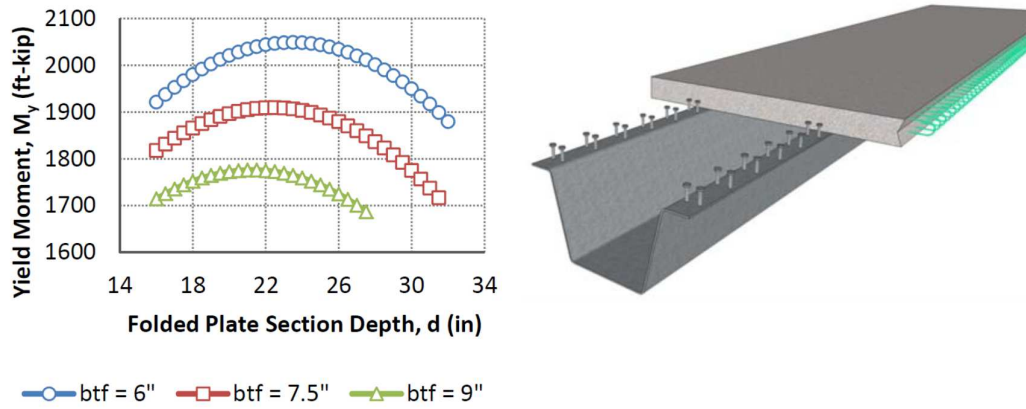 Yield Moment, My (ft-kip)
2100
2000
1900
1800
1700
1600
14 18 22 26 30 34
Folded Plate Section Depth, d (in)
btf = 6" btf = 7.5" btf = 9"